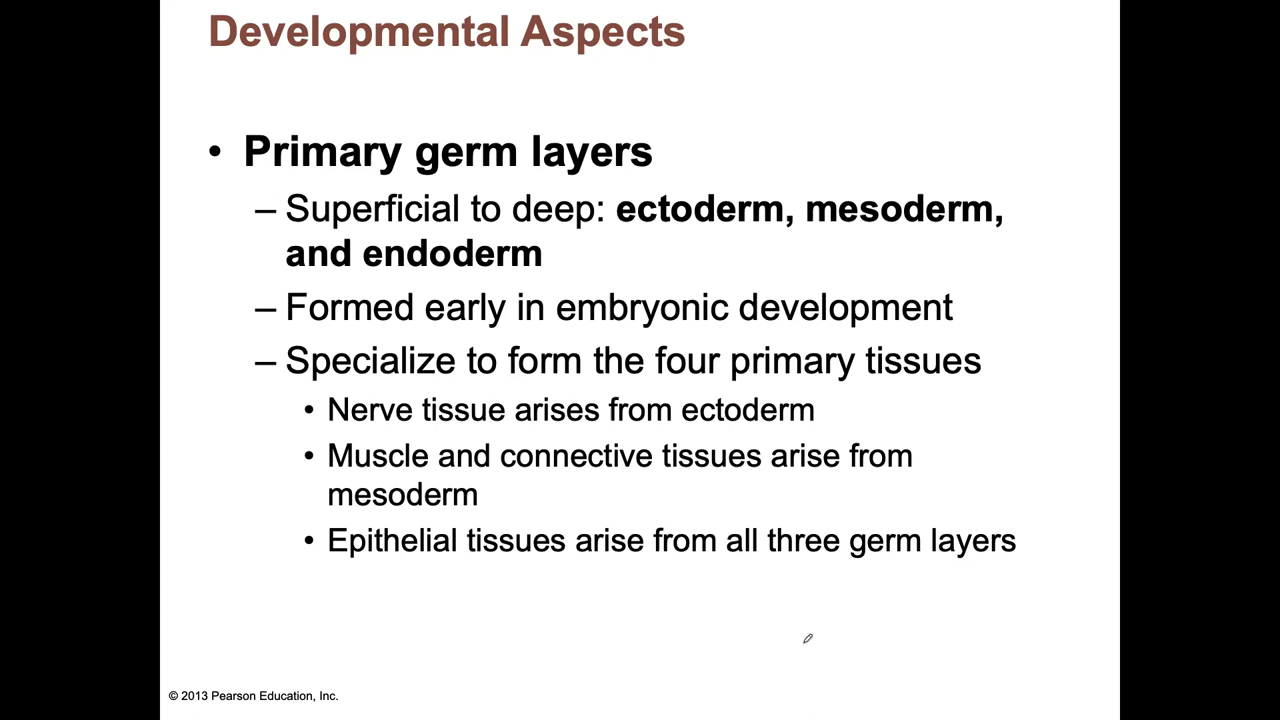 Developmental Aspects
• Primary germ layers
– Superficial to deep: ectoderm, mesoderm,
and endoderm
– Formed early in embryonic development
– Specialize to form the four primary tissues
• Nerve tissue arises from ectoderm
• Muscle and connective tissues arise from
mesoderm
• Epithelial tissues arise from all three germ layers
© 2013 Pearson Education, Inc.